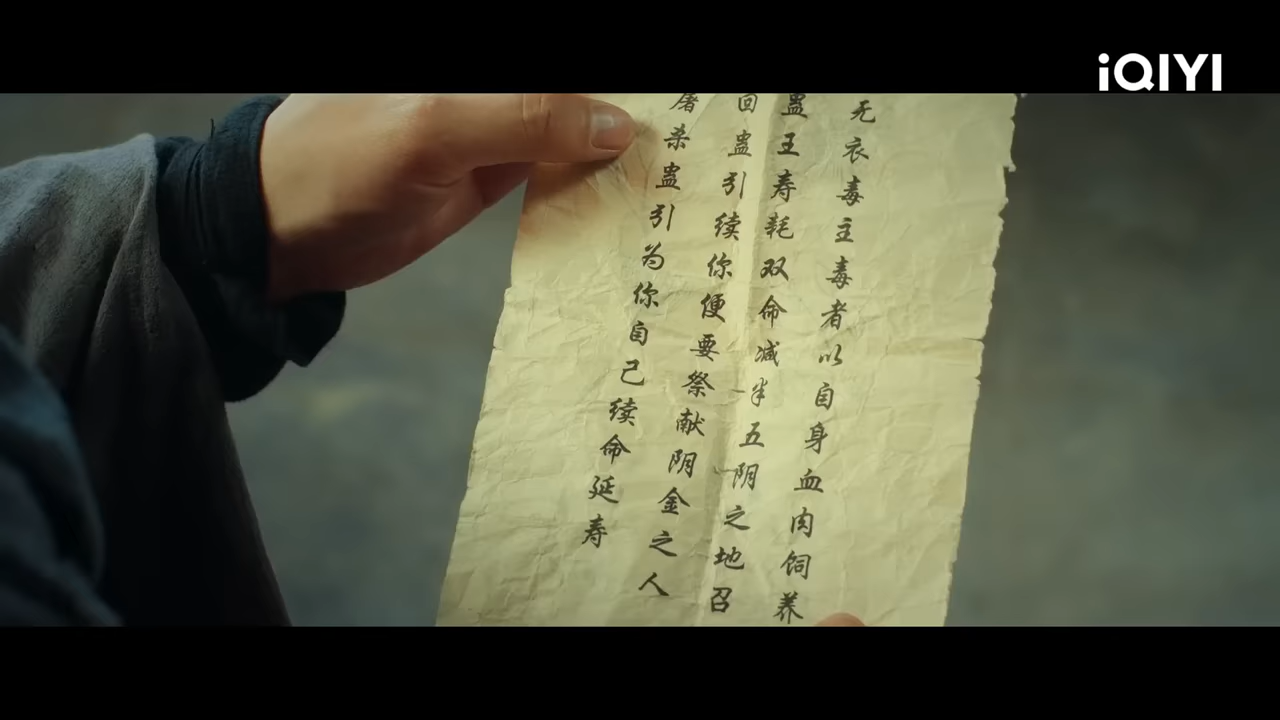 无衣毒主毒者以自身血肉饲养
蛊王寿耗双命减半五阴之地召
回蛊引续你便要祭献阴金之人
屠杀蛊引为你自己续命延寿
iQIYI